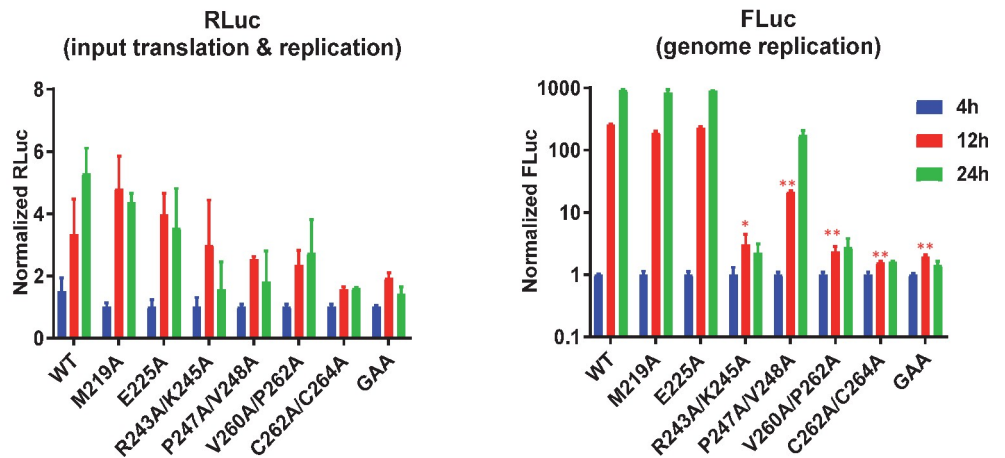 RLuc
(input translation & replication)
Normalized RLuc
8
6
4
2
0
WT
M219A
E225A
R243A/K245A
P247A/V248A
V260A/P262A
C262A/C264A
GAA
FLuc
(genome replication)
Normalized FLuc
1000
100
10
1
0.1
*
**
**
**
**
WT
M219A
E225A
R243A/K245A
P247A/V248A
V260A/P262A
C262A/C264A
GAA
4h
12h
24h